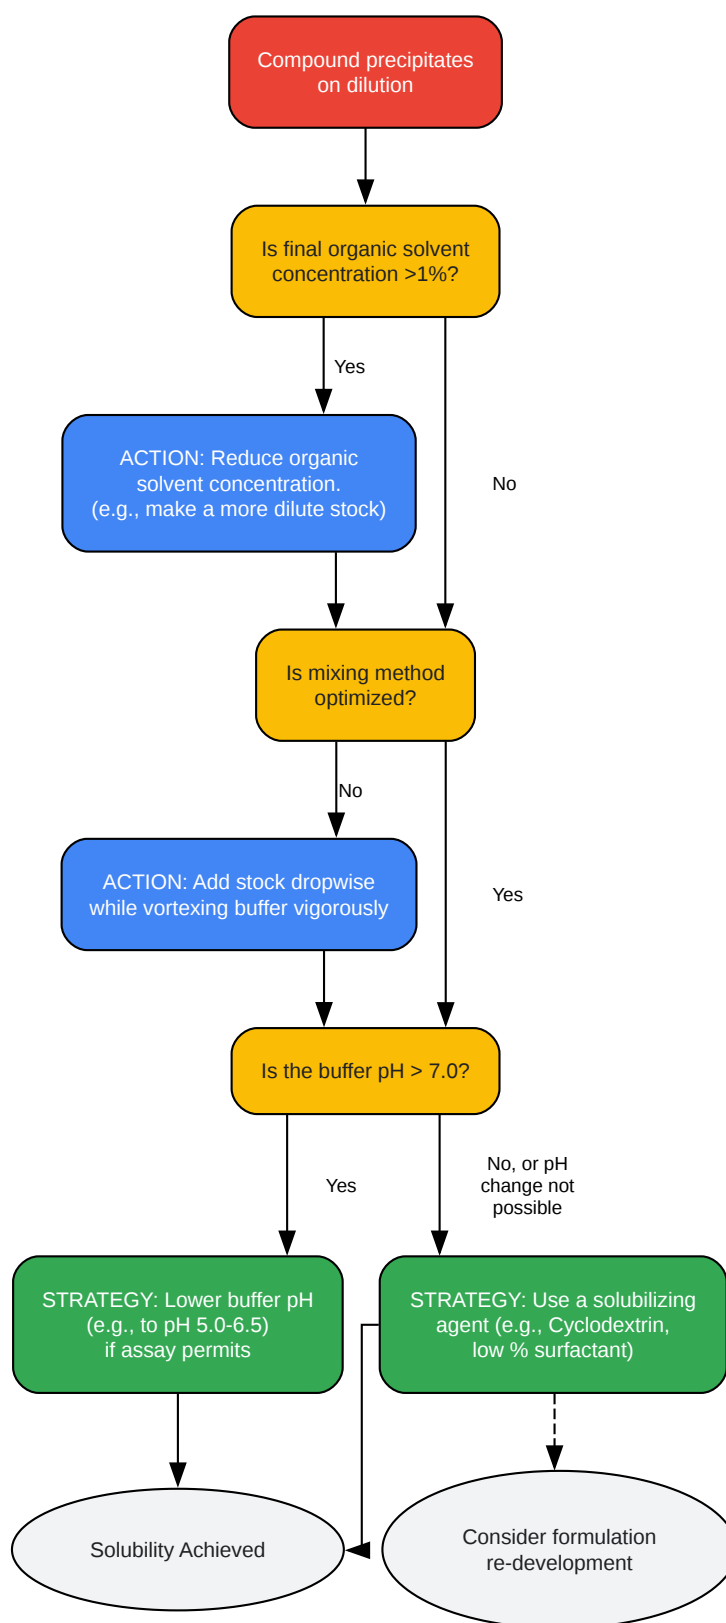 Compound precipitates
on dilution
Is final organic solvent
concentration >1%?
Yes
ACTION: Reduce organic
solvent concentration.
(e.g., make a more dilute stock)
No
Is mixing method
optimized?
No
ACTION: Add stock dropwise
while vortexing buffer vigorously
Yes
Is the buffer pH > 7.0?
Yes
No, or pH
change not
possible
STRATEGY: Lower buffer pH
(e.g., to pH 5.0-6.5)
if assay permits
STRATEGY: Use a solubilizing
agent (e.g., Cyclodextrin,
low % surfactant)
Solubility Achieved
Consider formulation
re-development